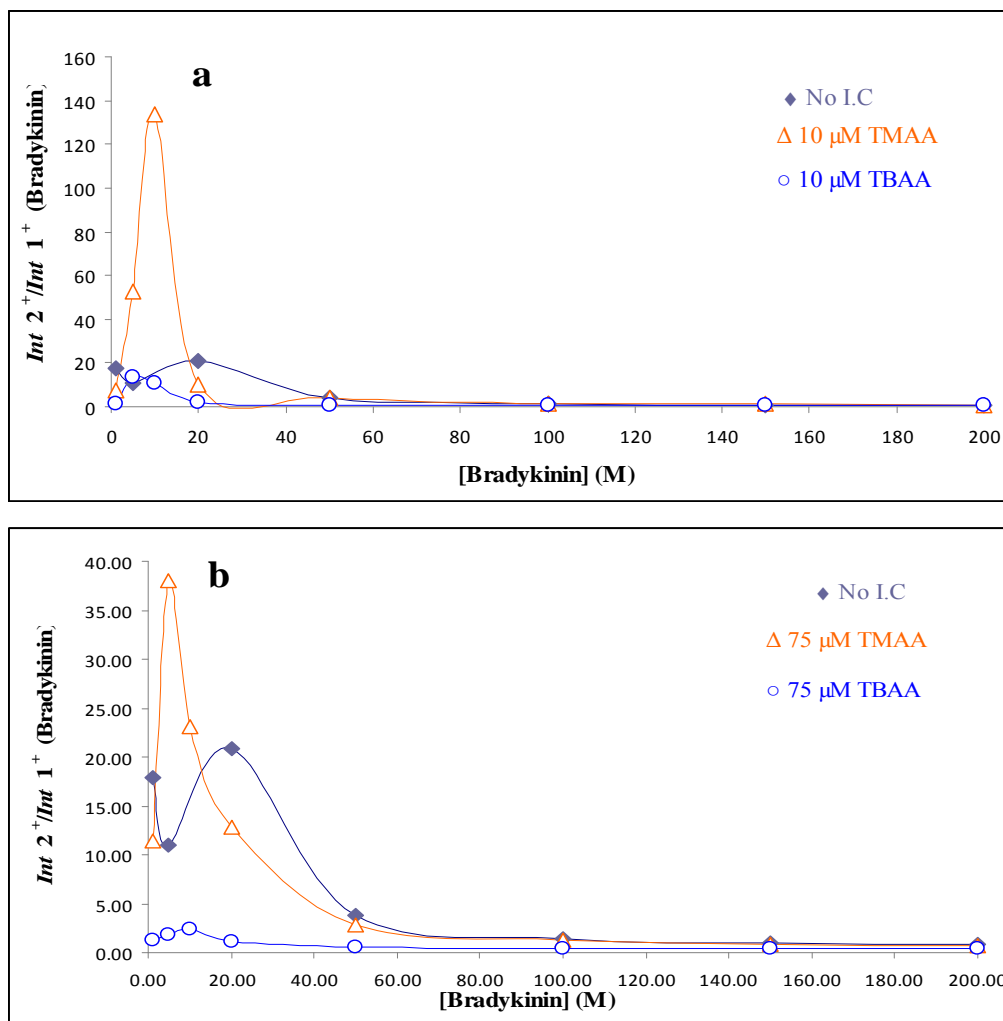 a
160
140
120
100
80
60
40
20
0
0 20 40 60 80 100 120 140 160 180 200
Int 2+/Int 1+ (Bradykinin)
[Bradykinin] (M)
◆ No I.C
Δ 10 μM TMAA
○ 10 μM TBAA
b
40.00
35.00
30.00
25.00
20.00
15.00
10.00
5.00
0.00
0.00 20.00 40.00 60.00 80.00 100.00 120.00 140.00 160.00 180.00 200.00
Int 2+/Int 1+ (Bradykinin)
[Bradykinin] (M)
◆ No I.C
Δ 75 μM TMAA
○ 75 μM TBAA